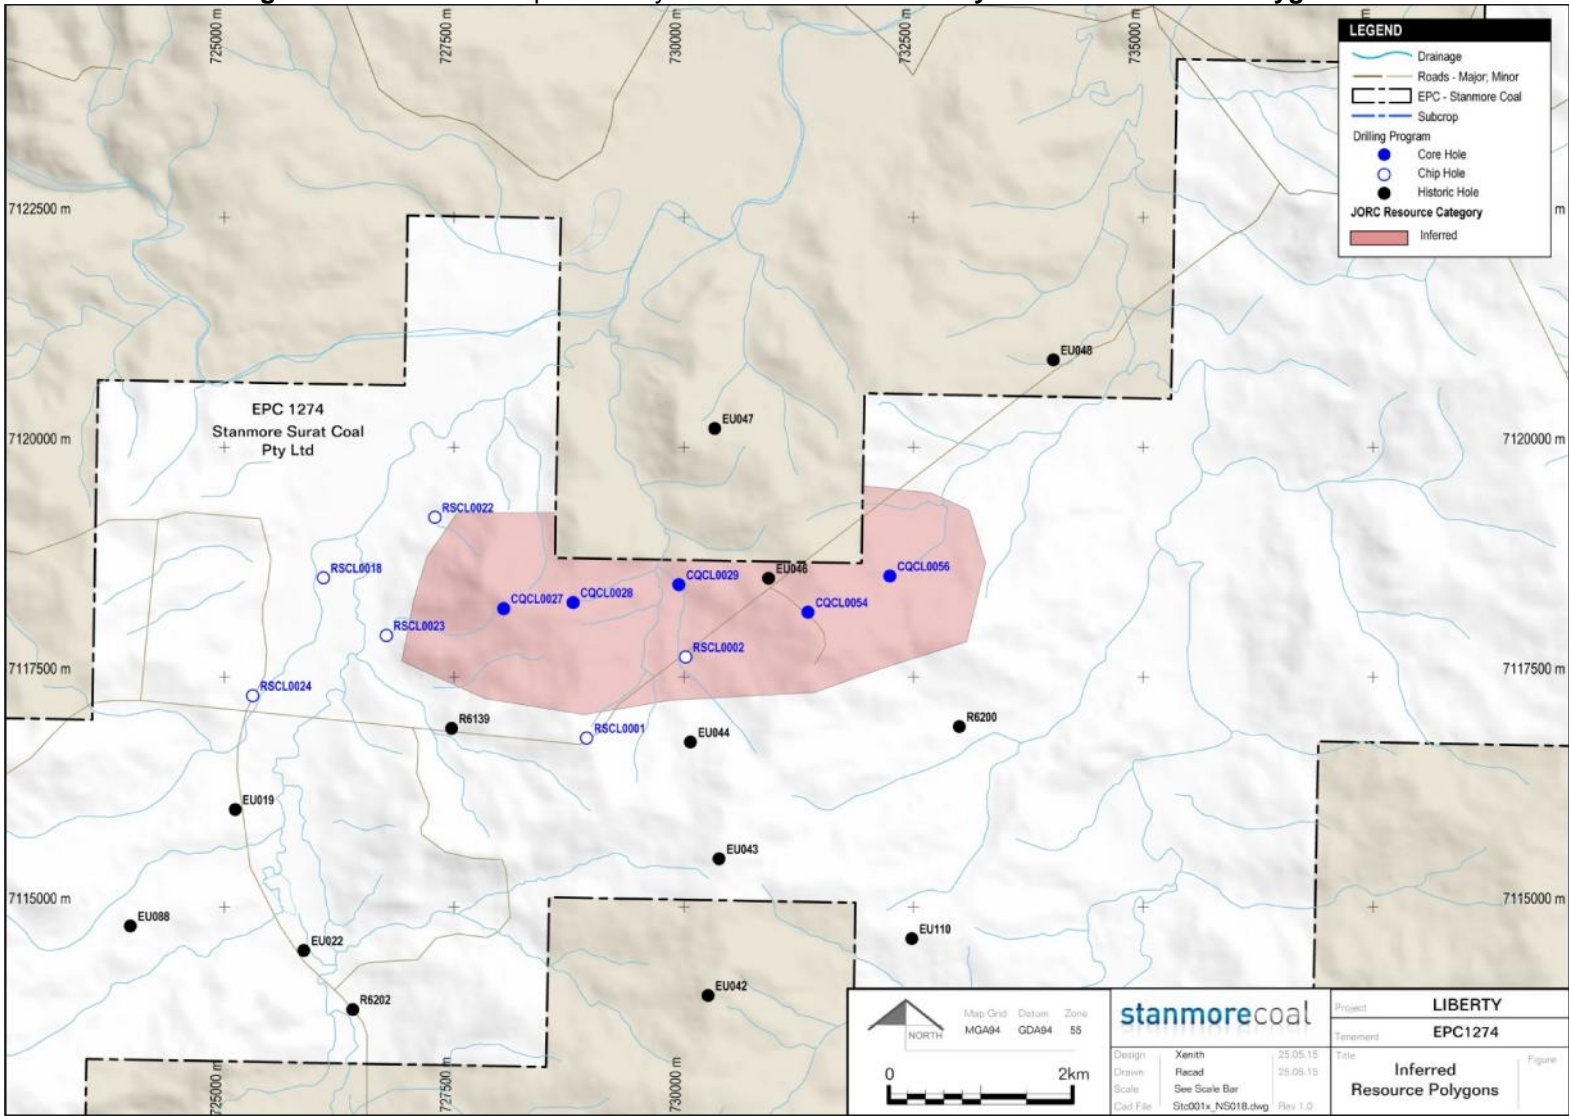 725000 m
727500 m
730000 m
732500 m
735000 m
LEGEND
Drainage
Roads - Major; Minor
EPC - Stanmore Coal
Subcrop
Drilling Program
Core Hole
Chip Hole
Historic Hole
JORC Resource Category
Inferred
7122500 m
m
EU048
EU047
EPC 1274
Stanmore Surat Coal
Pty Ltd
7120000 m
7120000 m
RSCL0022
RSCL0018
CQCL0029
EU046
CQCL0056
CQCL0027
CQCL0028
CQCL0054
RSCL0023
RSCL0002
7117500 m
7117500 m
RSCL0024
R6139
RSCL0001
EU044
R6200
EU019
EU043
7115000 m
7115000 m
EU088
EU022
EU110
R6202
EU042
725000 m
727500 m
730000 m
NORTH
Map Grid Datum Zone
MGA94 GDA94 55
0 2km
stanmorecoal
Design Xenith 25.05.15
Drawn Racad 25.05.15
Scale See Scale Bar
Cad File Stc001x_NS018.dwg Rev 1.0
Project LIBERTY
Tenement EPC1274
Title Figure
Inferred
Resource Polygons